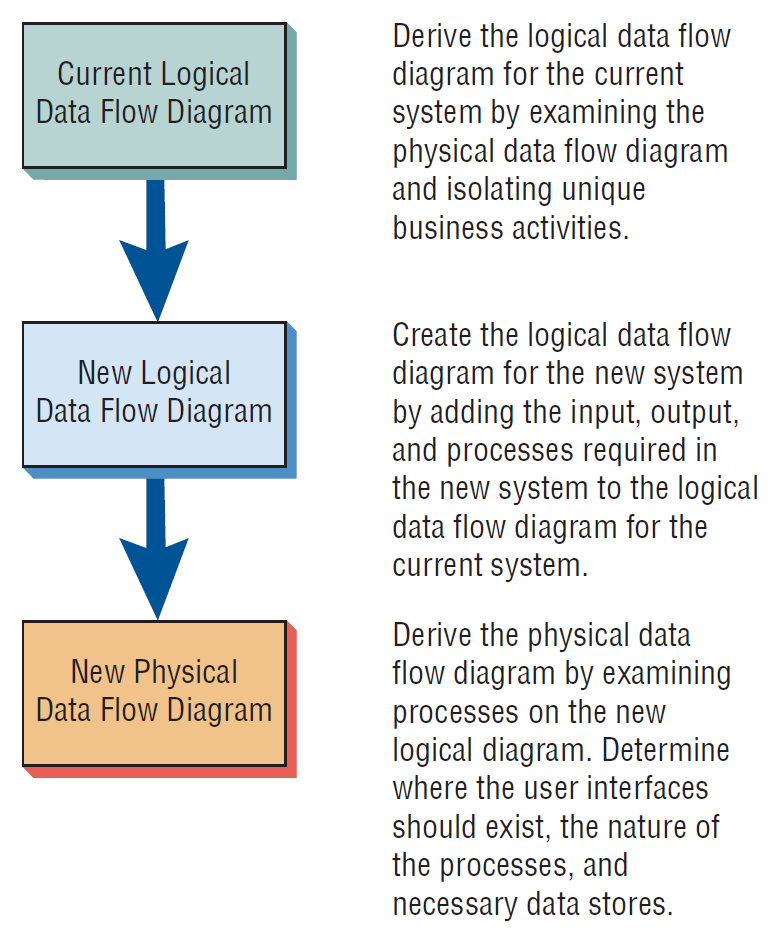 Current Logical
Data Flow Diagram
Derive the logical data flow
diagram for the current
system by examining the
physical data flow diagram
and isolating unique
business activities.
New Logical
Data Flow Diagram
Create the logical data flow
diagram for the new system
by adding the input, output,
and processes required in
the new system to the logical
data flow diagram for the
current system.
New Physical
Data Flow Diagram
Derive the physical data
flow diagram by examining
processes on the new
logical diagram. Determine
where the user interfaces
should exist, the nature of
the processes, and
necessary data stores.